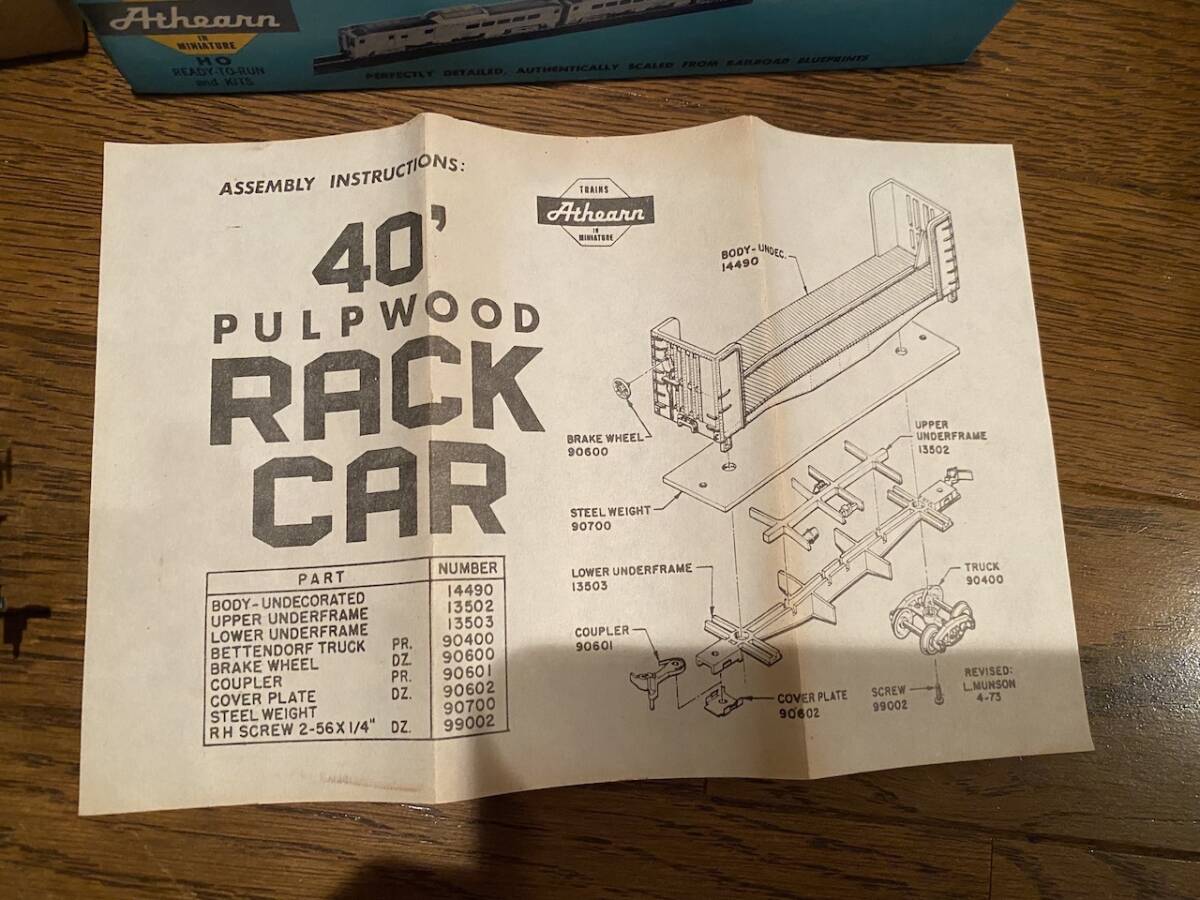 Athearn
IN
MINIATURE
HO
READY-TO-RUN
and KITS
PERFECTLY DETAILED, AUTHENTICALLY SCALED FROM RAILROAD BLUEPRINTS
ASSEMBLY INSTRUCTIONS:
40'
PULPWOOD
RACK
CAR
TRAINS
Athearn
IN
MINIATURE
BODY-UNDEC.
14490
BRAKE WHEEL
90600
UPPER
UNDERFRAME
13502
STEEL WEIGHT
90700
LOWER UNDERFRAME
13503
TRUCK
90400
COUPLER
90601
COVER PLATE
90602
SCREW
99002
REVISED:
L.MUNSON
4-73
PART NUMBER
BODY-UNDECORATED 14490
UPPER UNDERFRAME 13502
LOWER UNDERFRAME 13503
BETTENDORF TRUCK PR. 90400
BRAKE WHEEL DZ. 90600
COUPLER PR. 90601
COVER PLATE DZ. 90602
STEEL WEIGHT 90700
RH SCREW 2-56X1/4" DZ. 99002